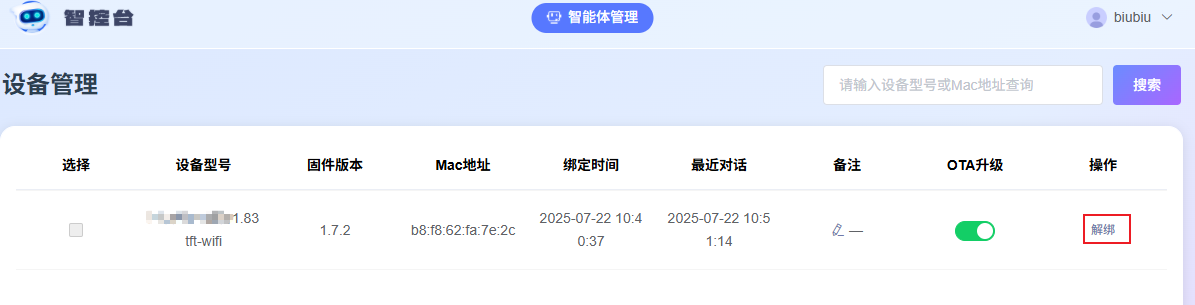 智控台
智能体管理
biubiu
设备管理
请输入设备型号或Mac地址查询
搜索
选择 设备型号 固件版本 Mac地址 绑定时间 最近对话 备注 OTA升级 操作
1.83
tft-wifi
1.7.2
b8:f8:62:fa:7e:2c
2025-07-22 10:4
0:37
2025-07-22 10:5
1:14
—
解绑